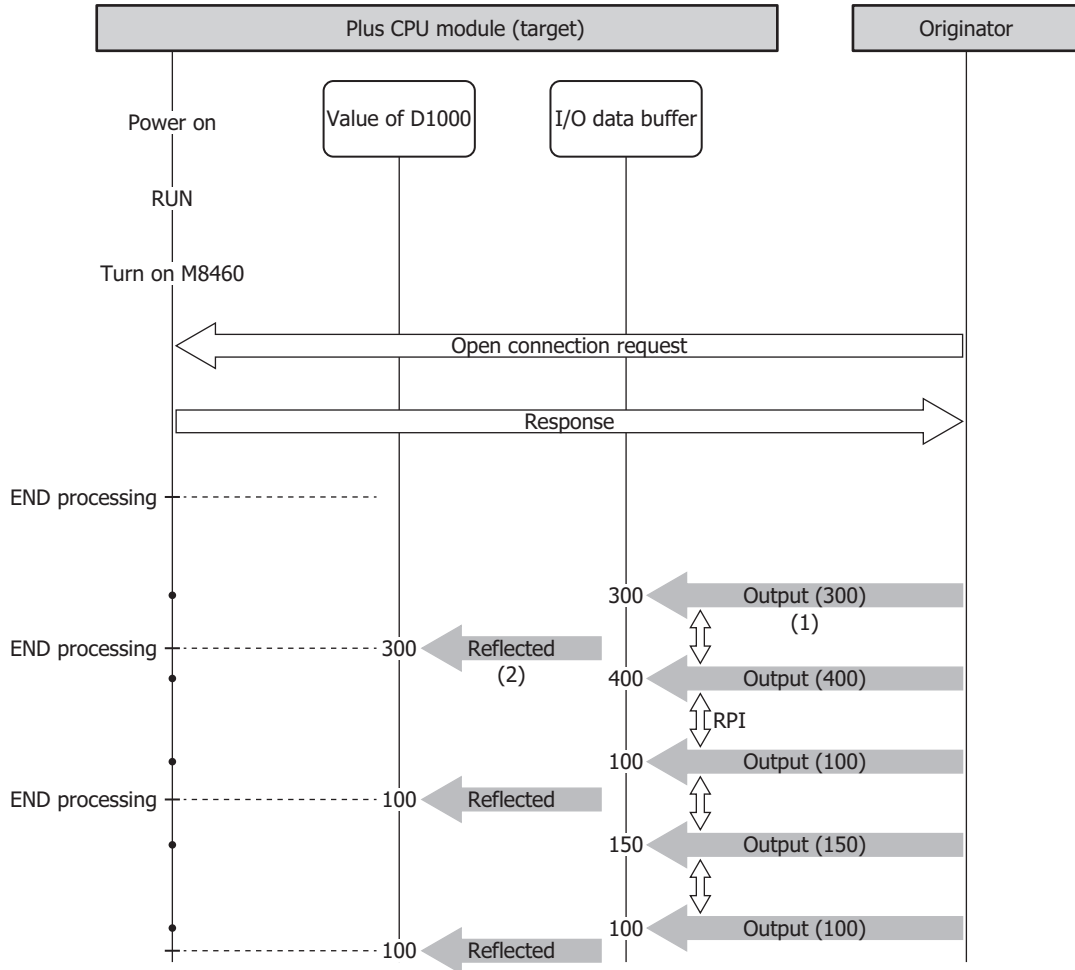 Plus CPU module (target)
Originator
Value of D1000
I/O data buffer
Power on
RUN
Turn on M8460
Open connection request
Response
END processing
300
Output (300)
(1)
END processing
300
Reflected
(2)
400
Output (400)
RPI
100
Output (100)
END processing
100
Reflected
150
Output (150)
100
Output (100)
100
Reflected